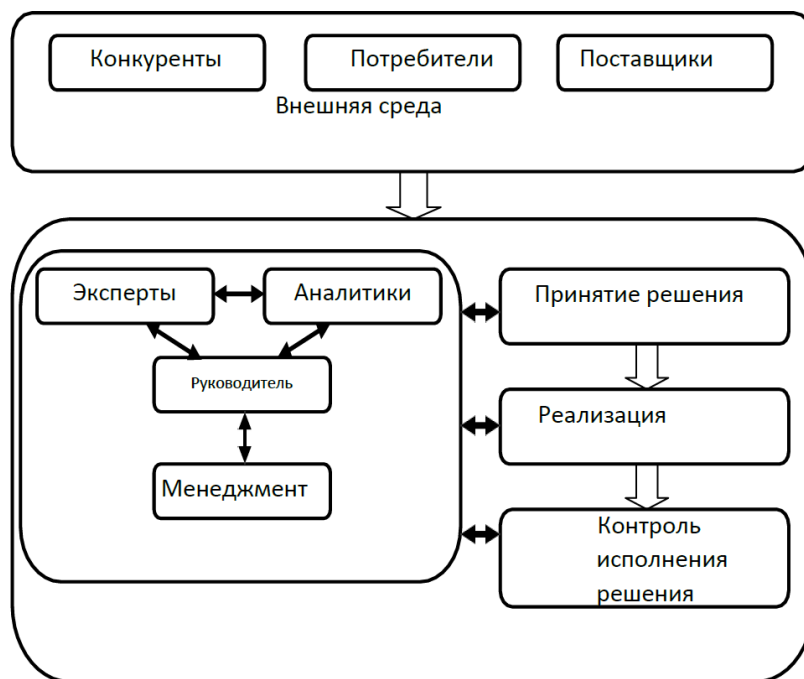 Конкуренты
Потребители
Поставщики
Внешняя среда
Эксперты
Аналитики
Руководитель
Менеджмент
Принятие решения
Реализация
Контроль
исполнения
решения